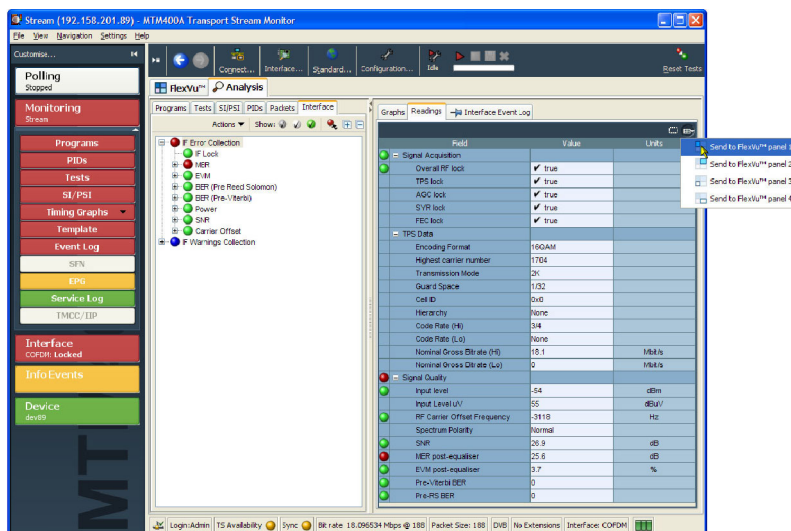 Stream (192.158.201.89) - MTM400A Transport Stream Monitor
File View Navigation Settings Help
Customise...
Polling
Stopped
Monitoring
Stream
Programs
PIDs
Tests
SI/PSI
Timing Graphs
Template
Event Log
SFN
EPG
Service Log
TMCC/IIP
Interface
COFDM: Locked
Info Events
Device
dev89
MT
Connect...
Interface...
Standard...
Configuration...
Idle
Reset Tests
FlexVu™
Analysis
Programs Tests SI/PSI PIDs Packets Interface
Actions
Show:
IF Error Collection
IF Lock
MER
EVM
BER (Pre Reed Solomon)
BER (Pre-Viterbi)
Power
SNR
Carrier Offset
IF Warnings Collection
Graphs Readings Interface Event Log
Field Value Units
Signal Acquisition
Overall RF lock ✔ true
TPS lock ✔ true
AGC lock ✔ true
SYR lock ✔ true
FEC lock ✔ true
TPS Data
Encoding Format 16QAM
Highest carrier number 1704
Transmission Mode 2K
Guard Space 1/32
Cell ID 0x0
Hierarchy None
Code Rate (Hi) 3/4
Code Rate (Lo) None
Nominal Gross Bitrate (Hi) 18.1 Mbit/s
Nominal Gross Bitrate (Lo) 0 Mbit/s
Signal Quality
Input level -54 dBm
Input Level uV 55 dBuV
RF Carrier Offset Frequency -3118 Hz
Spectrum Polarity Normal
SNR 26.9 dB
MER post-equaliser 25.6 dB
EVM post-equaliser 3.7 %
Pre-Viterbi BER 0
Pre-RS BER 0
Send to FlexVu™ panel 1
Send to FlexVu™ panel 2
Send to FlexVu™ panel 3
Send to FlexVu™ panel 4
Login:Admin TS Availability Sync Bit rate 18.096534 Mbps @ 188 Packet Size: 188 DVB No Extensions Interface: COFDM